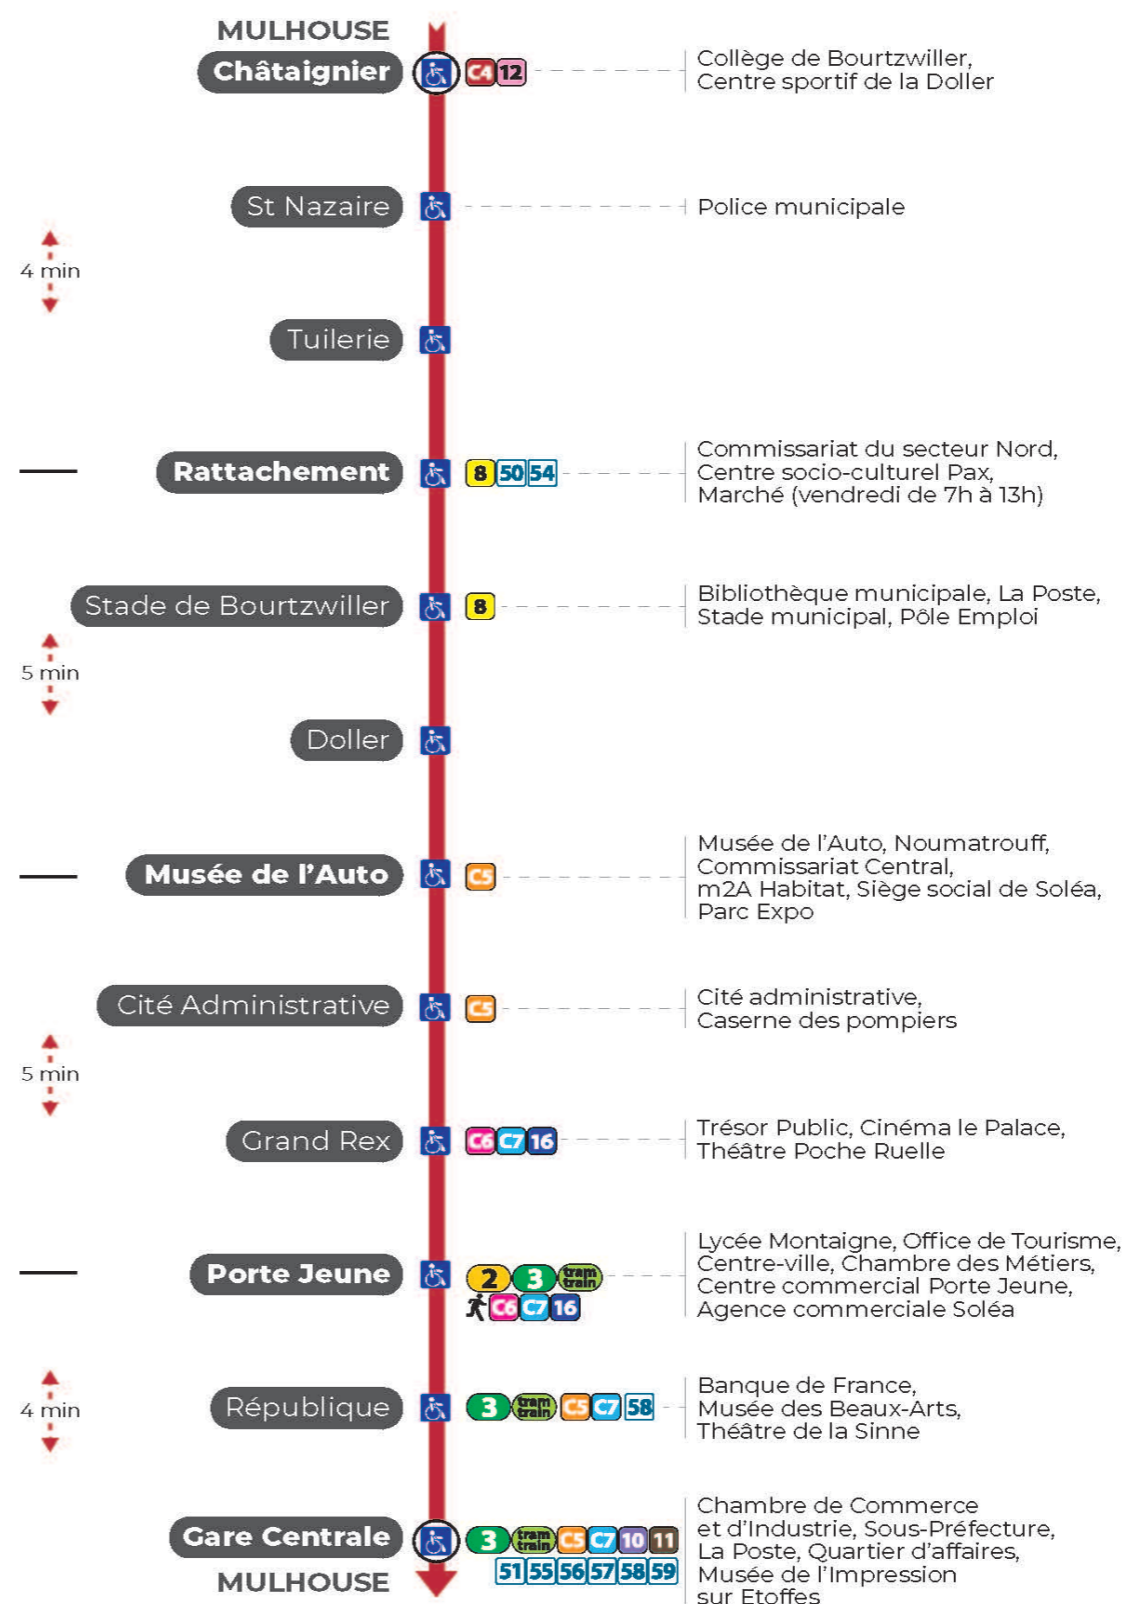 MULHOUSE
Châtaignier
C4 12
Collège de Bourtzwiller,
Centre sportif de la Doller
St Nazaire
Police municipale
4 min
Tuilerie
Rattachement
8 50 54
Commissariat du secteur Nord,
Centre socio-culturel Pax,
Marché (vendredi de 7h à 13h)
Stade de Bourtzwiller
8
Bibliothèque municipale, La Poste,
Stade municipal, Pôle Emploi
5 min
Doller
Musée de l'Auto
C5
Musée de l'Auto, Noumatrouff,
Commissariat Central,
m2A Habitat, Siège social de Soléa,
Parc Expo
Cité Administrative
C5
Cité administrative,
Caserne des pompiers
5 min
Grand Rex
C6 C7 16
Trésor Public, Cinéma le Palace,
Théâtre Poche Ruelle
Porte Jeune
2 3 tram train
C6 C7 16
Lycée Montaigne, Office de Tourisme,
Centre-ville, Chambre des Métiers,
Centre commercial Porte Jeune,
Agence commerciale Soléa
4 min
République
3 tram train C5 C7 58
Banque de France,
Musée des Beaux-Arts,
Théâtre de la Sinne
Gare Centrale
MULHOUSE
3 tram train C5 C7 10 11
51 55 56 57 58 59
Chambre de Commerce
et d'Industrie, Sous-Préfecture,
La Poste, Quartier d'affaires,
Musée de l'Impression
sur Etoffes